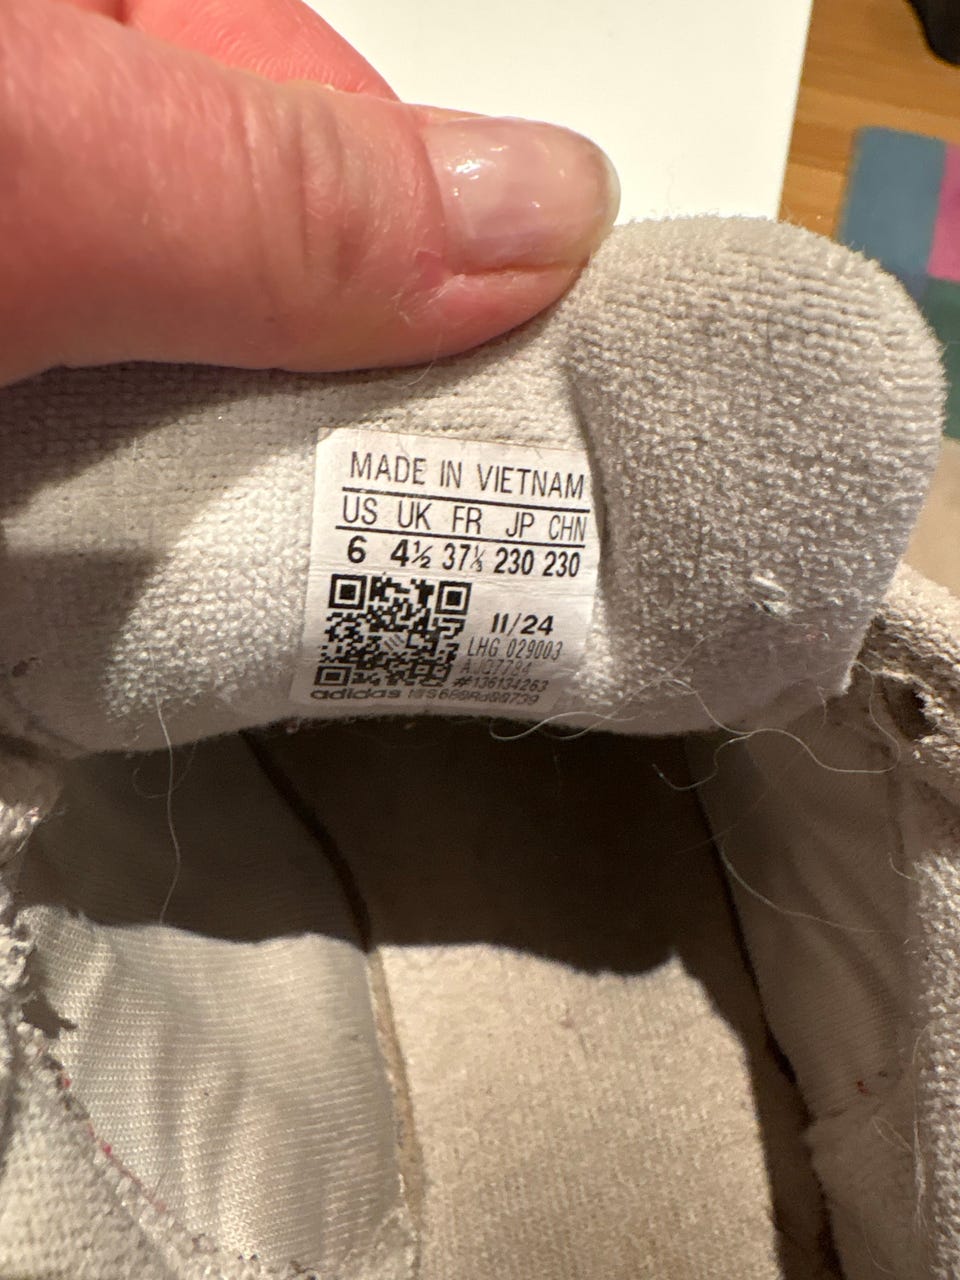 MADE IN VIETNAM
US UK FR JP CHN
6 4½ 37⅓ 230 230
11/24
LHG 029003
#136134263
adidas